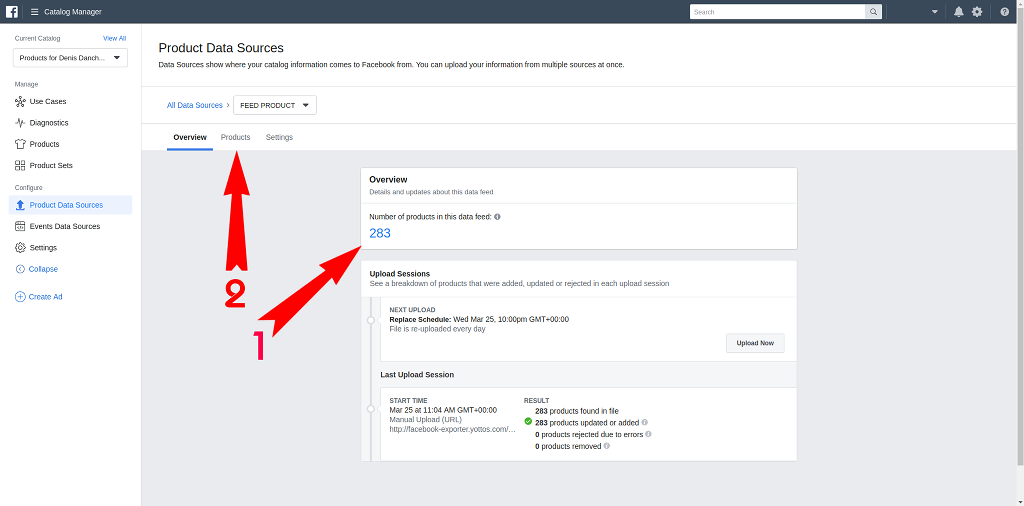 Catalog Manager
Search
Current Catalog
View All
Products for Denis Danch...
Manage
Use Cases
Diagnostics
Products
Product Sets
Configure
Product Data Sources
Events Data Sources
Settings
Collapse
Create Ad
Product Data Sources
Data Sources show where your catalog information comes to Facebook from. You can upload your information from multiple sources at once.
All Data Sources
FEED PRODUCT
Overview Products Settings
Overview
Details and updates about this data feed
Number of products in this data feed:
283
Upload Sessions
See a breakdown of products that were added, updated or rejected in each upload session
NEXT UPLOAD
Replace Schedule: Wed Mar 25, 10:00pm GMT+00:00
File is re-uploaded every day
Upload Now
Last Upload Session
START TIME
Mar 25 at 11:04 AM GMT+00:00
Manual Upload (URL)
http://facebook-exporter.yottos.com/...
RESULT
283 products found in file
283 products updated or added
0 products rejected due to errors
0 products removed
2
1